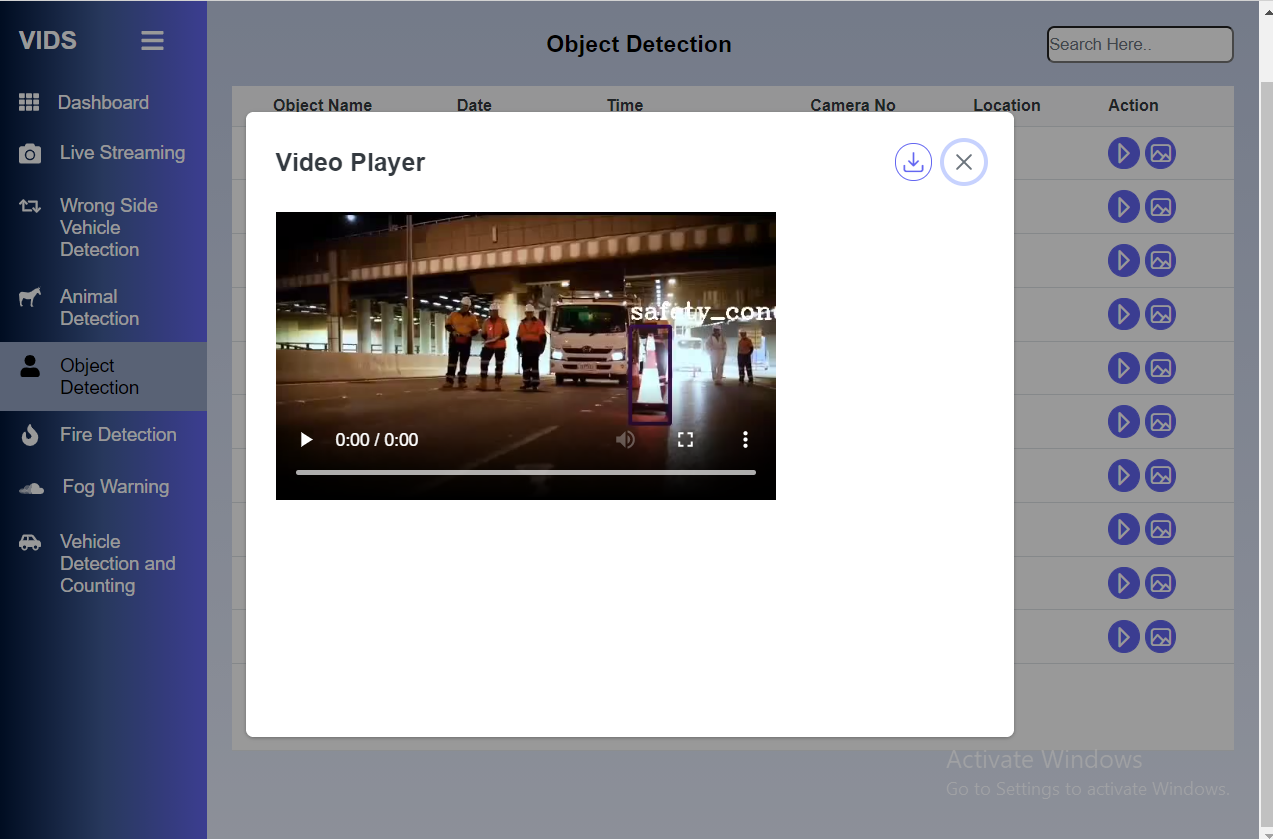 VIDS
Object Detection
Search Here..
Dashboard
Live Streaming
Wrong Side
Vehicle
Detection
Animal
Detection
Object
Detection
Fire Detection
Fog Warning
Vehicle
Detection and
Counting
Object Name Date Time Camera No Location Action
Video Player
safety_con
0:00 / 0:00
Activate Windows
Go to Settings to activate Windows.